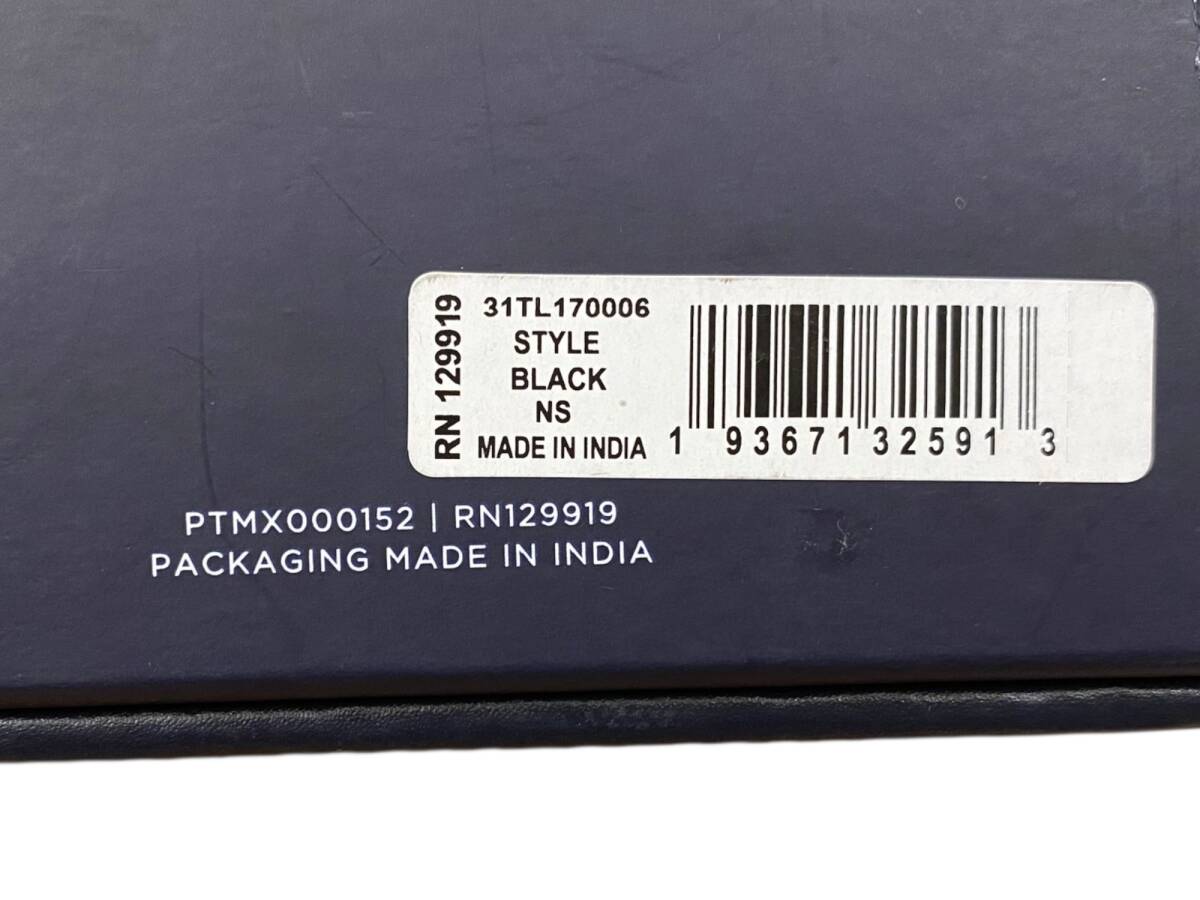 RN 129919
31TL170006
STYLE
BLACK
NS
MADE IN INDIA
1 93671 32591 3
PTMX000152 | RN129919
PACKAGING MADE IN INDIA